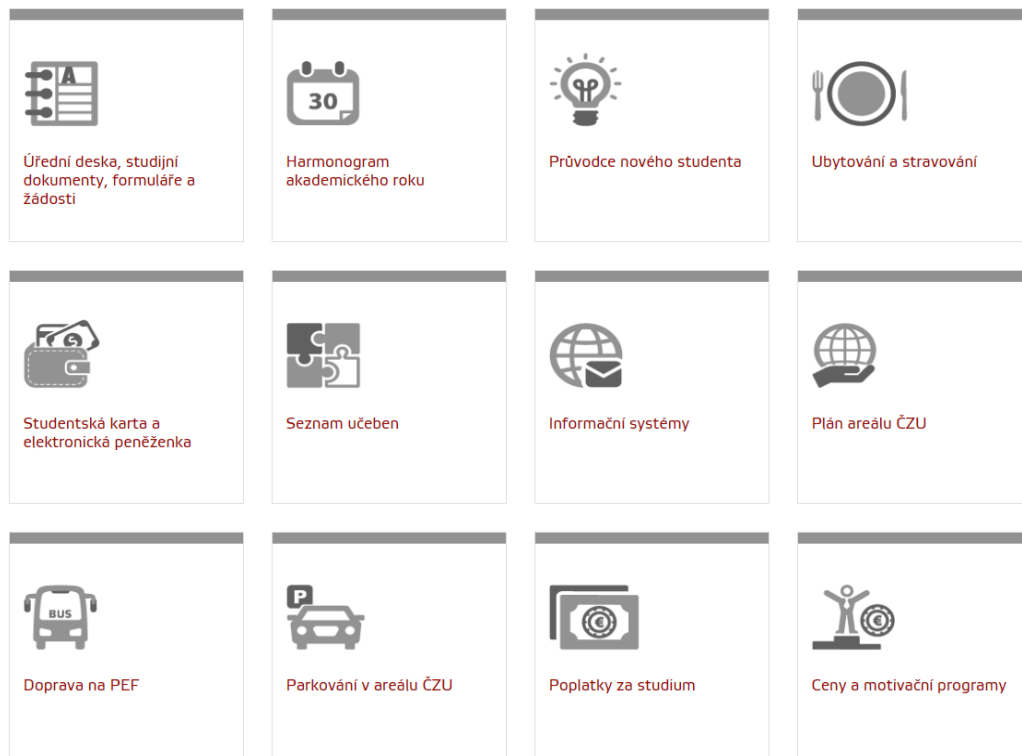 A
30
Úřední deska, studijní
dokumenty, formuláře a
žádosti
Harmonogram
akademického roku
Průvodce nového studenta
Ubytování a stravování
Studentská karta a
elektronická peněženka
Seznam učeben
Informační systémy
Plán areálu ČZU
BUS
P
€
€
Doprava na PEF
Parkování v areálu ČZU
Poplatky za studium
Ceny a motivační programy